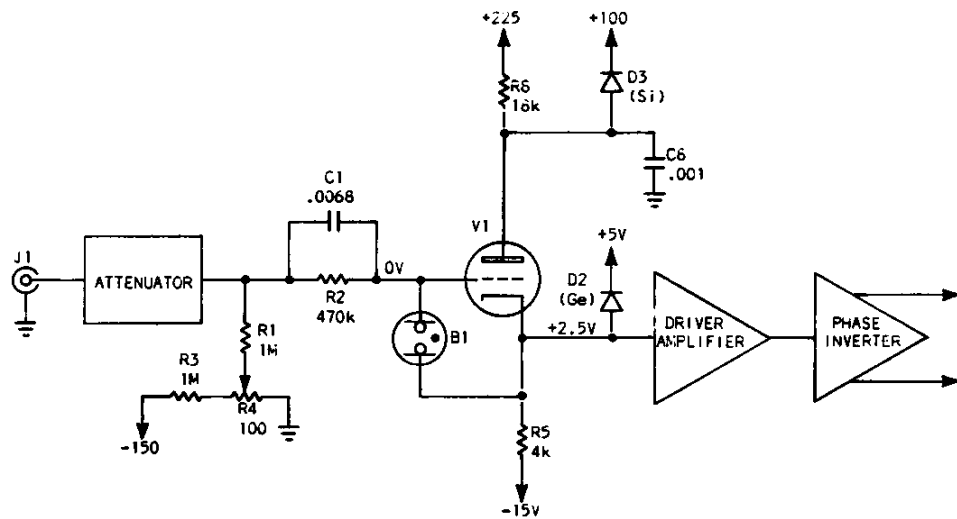 +225
+100
R6
18k
D3
(Si)
C6
.001
C1
.0068
V1
J1
ATTENUATOR
0V
R2
470k
+5V
D2
(Ge)
B1
+2.5V
DRIVER
AMPLIFIER
PHASE
INVERTER
R1
1M
R3
1M
R4
100
-150
R5
4k
-15V